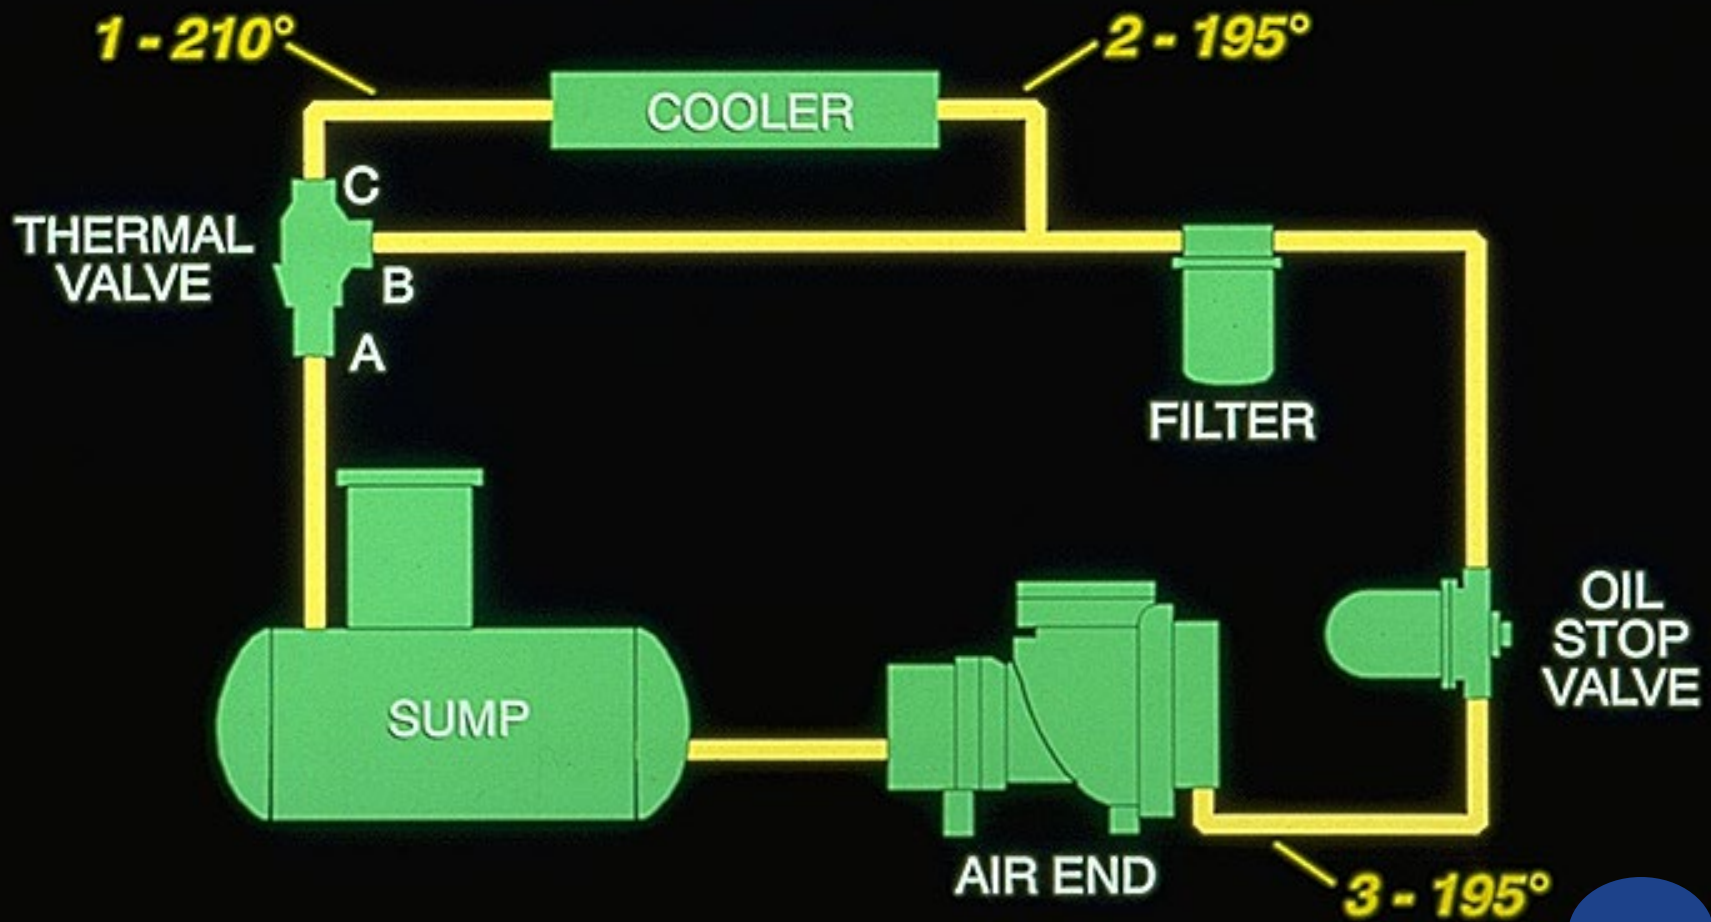 1 - 210°
2 - 195°
COOLER
C
THERMAL
VALVE
B
A
FILTER
OIL
STOP
VALVE
SUMP
AIR END
3 - 195°